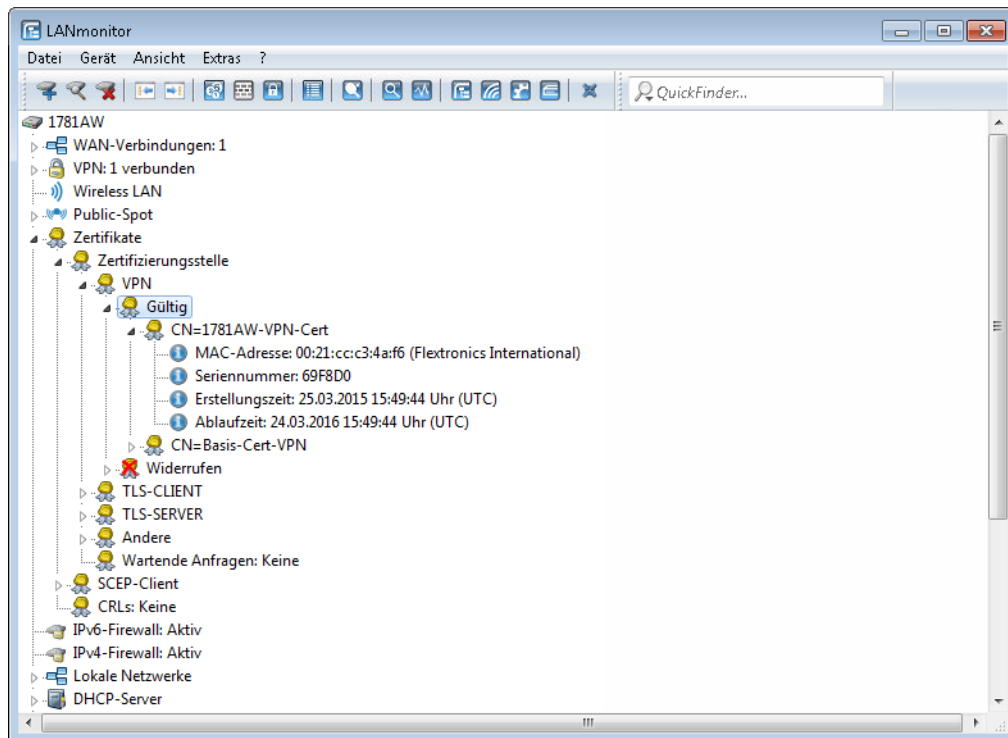 LANmonitor
Datei Gerät Ansicht Extras ?
QuickFinder...
1781AW
WAN-Verbindungen: 1
VPN: 1 verbunden
Wireless LAN
Public-Spot
Zertifikate
Zertifizierungsstelle
VPN
Gültig
CN=1781AW-VPN-Cert
MAC-Adresse: 00:21:cc:c3:4a:f6 (Flextronics International)
Seriennummer: 69F8D0
Erstellungszeit: 25.03.2015 15:49:44 Uhr (UTC)
Ablaufzeit: 24.03.2016 15:49:44 Uhr (UTC)
CN=Basis-Cert-VPN
Widerrufen
TLS-CLIENT
TLS-SERVER
Andere
Wartende Anfragen: Keine
SCEP-Client
CRLs: Keine
IPv6-Firewall: Aktiv
IPv4-Firewall: Aktiv
Lokale Netzwerke
DHCP-Server